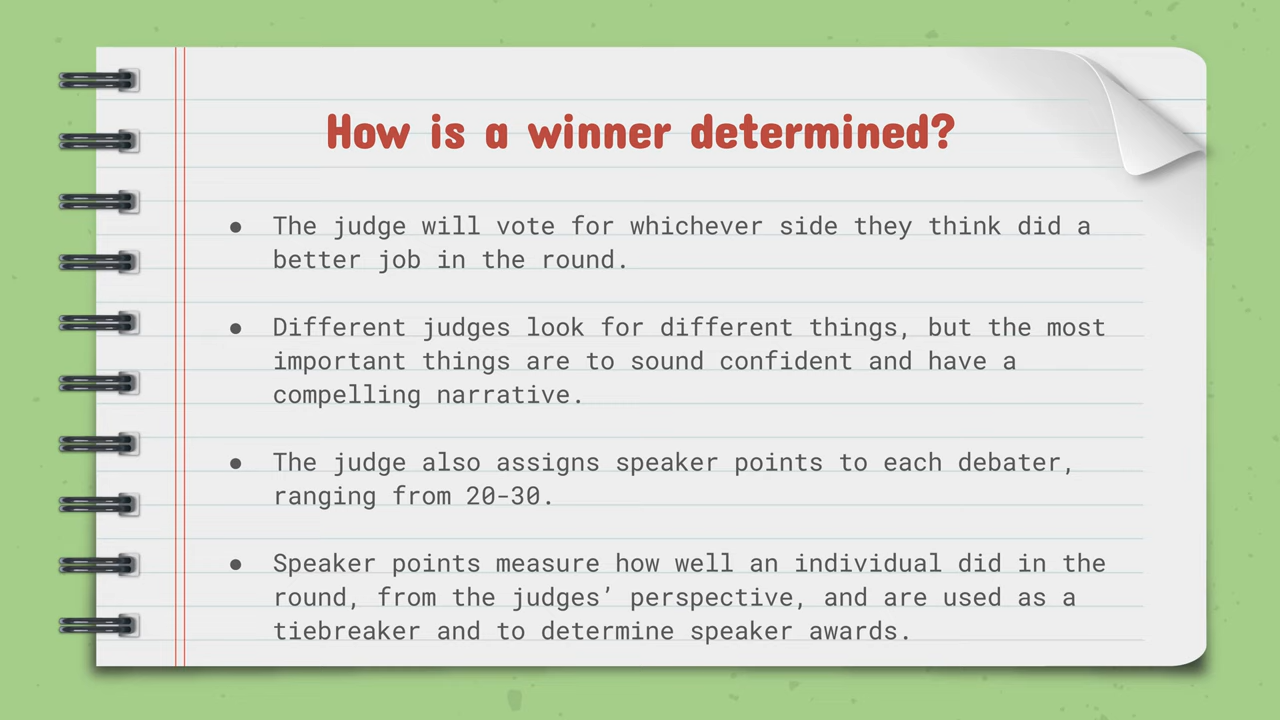 How is a winner determined?
● The judge will vote for whichever side they think did a
better job in the round.
● Different judges look for different things, but the most
important things are to sound confident and have a
compelling narrative.
● The judge also assigns speaker points to each debater,
ranging from 20-30.
● Speaker points measure how well an individual did in the
round, from the judges’ perspective, and are used as a
tiebreaker and to determine speaker awards.